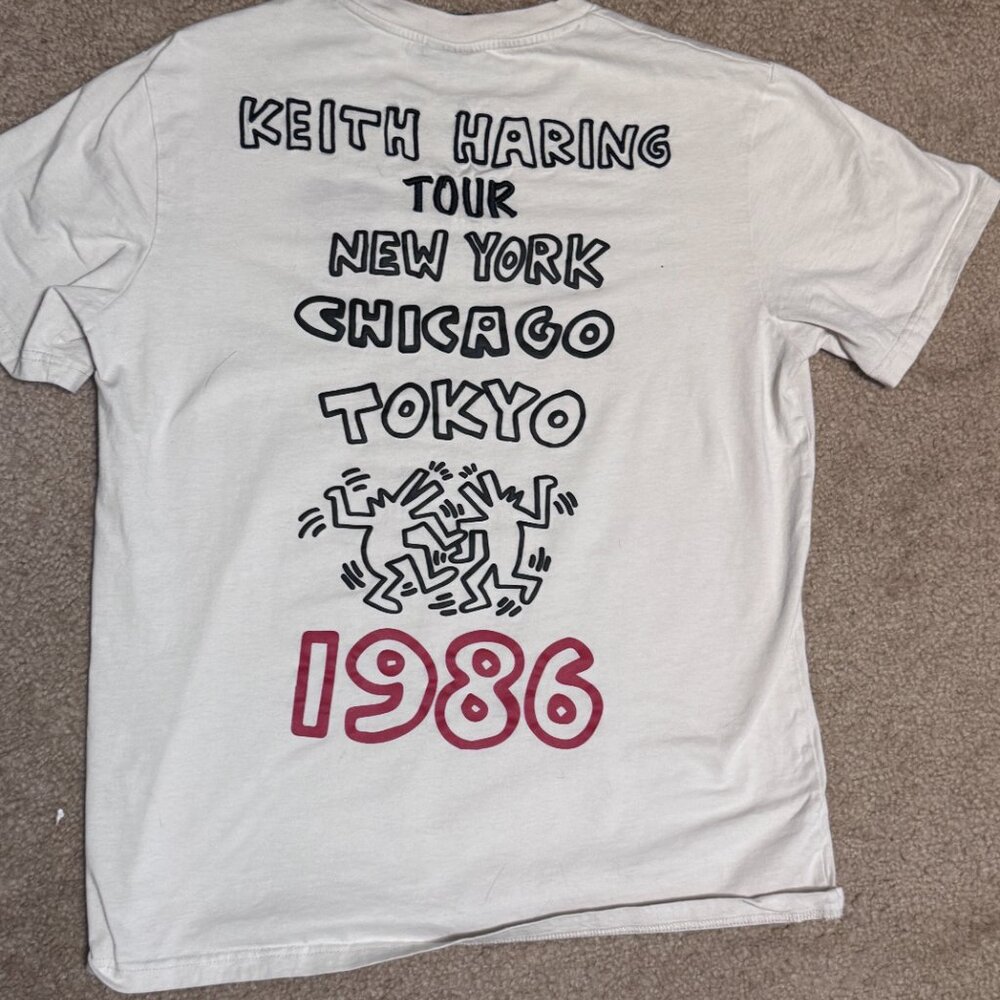 KEITH HARING
TOUR
NEW YORK
CHICAGO
TOKYO
1986